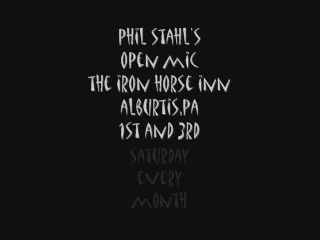 PHIL STAHL'S
OPEN MIC
THE IRON HORSE INN
ALBURTIS,PA
1ST AND 3RD
SATURDAY
EVERY
MONTH